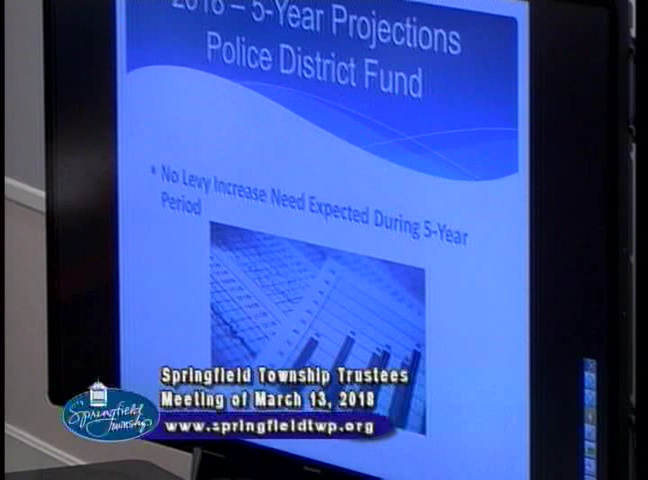 2018 – 5-Year Projections
Police District Fund
• No Levy Increase Need Expected During 5-Year
Period
Springfield Township Trustees
Meeting of March 13, 2018
www.springfieldtwp.org
Springfield
Township